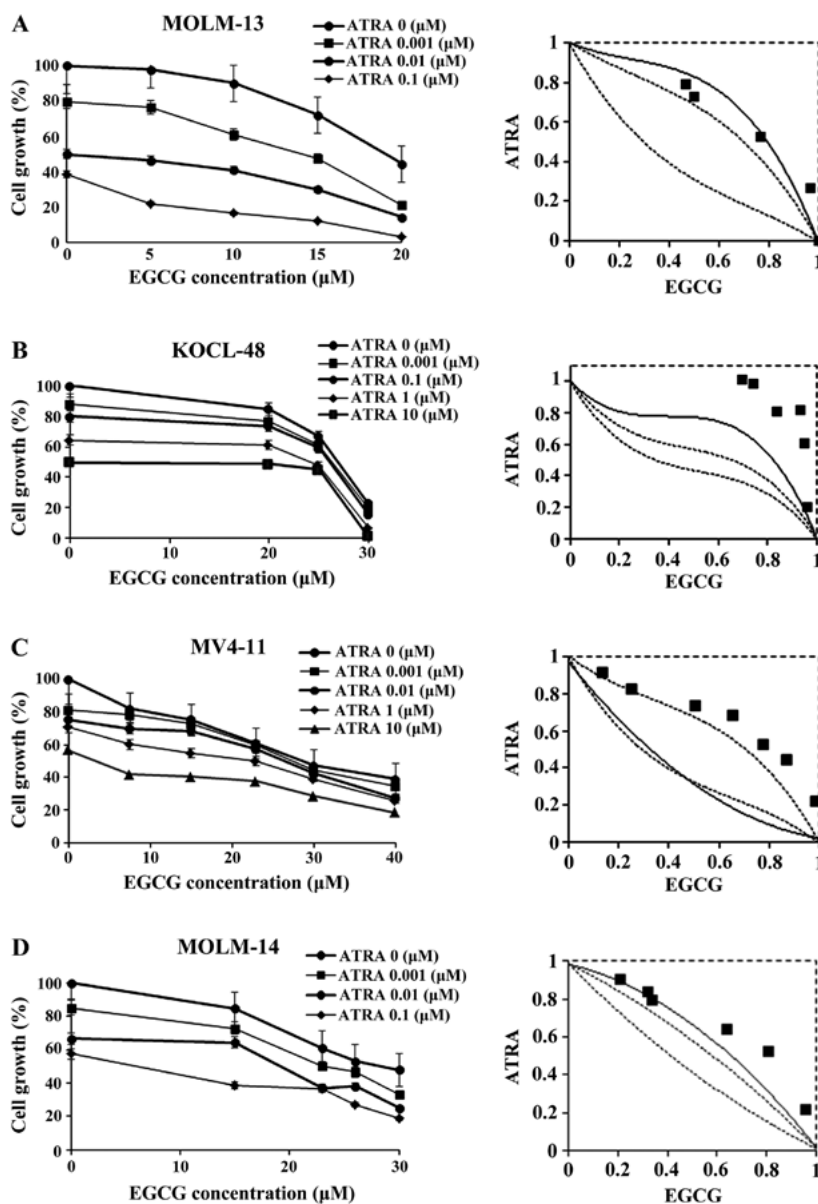 A
MOLM-13
ATRA 0 (μM)
ATRA 0.001 (μM)
ATRA 0.01 (μM)
ATRA 0.1 (μM)
Cell growth (%)
100
80
60
40
20
0
0 5 10 15 20
EGCG concentration (μM)
ATRA
1
0.8
0.6
0.4
0.2
0
0 0.2 0.4 0.6 0.8 1
EGCG
B
KOCL-48
ATRA 0 (μM)
ATRA 0.001 (μM)
ATRA 0.1 (μM)
ATRA 1 (μM)
ATRA 10 (μM)
Cell growth (%)
100
80
60
40
20
0
0 10 20 30
EGCG concentration (μM)
ATRA
1
0.8
0.6
0.4
0.2
0
0 0.2 0.4 0.6 0.8 1
EGCG
C
MV4-11
ATRA 0 (μM)
ATRA 0.001 (μM)
ATRA 0.01 (μM)
ATRA 1 (μM)
ATRA 10 (μM)
Cell growth (%)
100
80
60
40
20
0
0 10 20 30 40
EGCG concentration (μM)
ATRA
1
0.8
0.6
0.4
0.2
0
0 0.2 0.4 0.6 0.8 1
EGCG
D
MOLM-14
ATRA 0 (μM)
ATRA 0.001 (μM)
ATRA 0.01 (μM)
ATRA 0.1 (μM)
Cell growth (%)
100
80
60
40
20
0
0 10 20 30
EGCG concentration (μM)
ATRA
1
0.8
0.6
0.4
0.2
0
0 0.2 0.4 0.6 0.8 1
EGCG